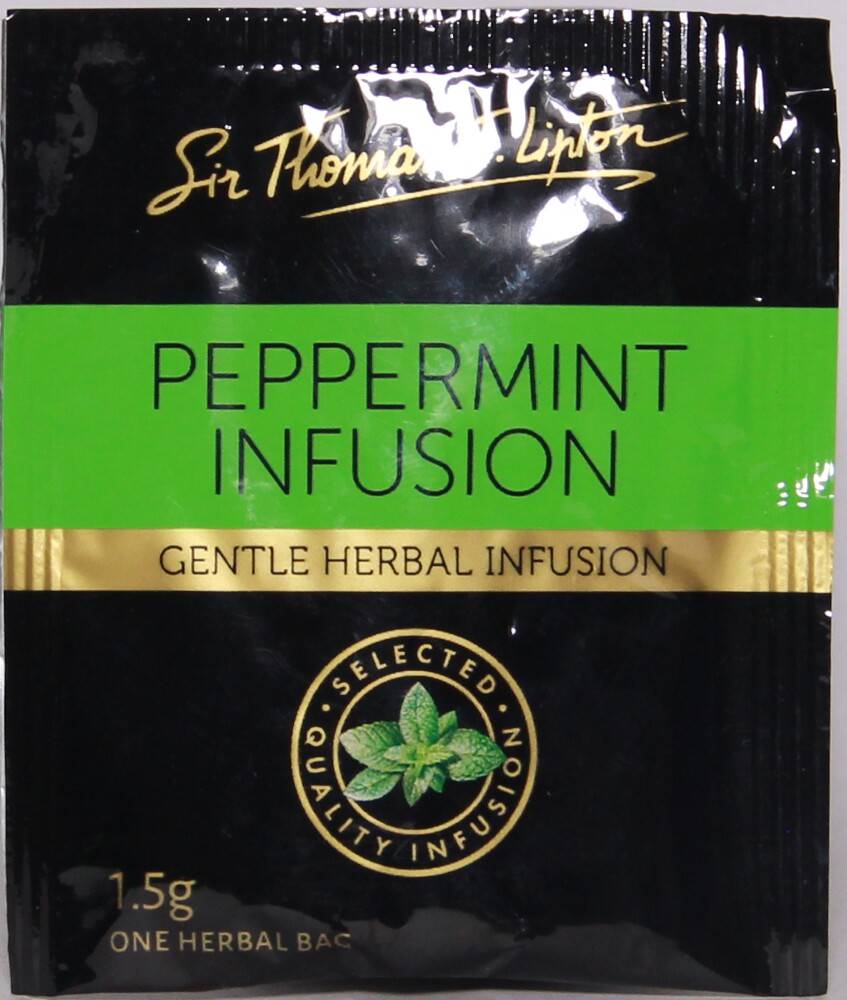 Sir Thomas J. Lipton
PEPPERMINT
INFUSION
GENTLE HERBAL INFUSION
SELECTED
QUALITY INFUSION
1.5g
ONE HERBAL BAG